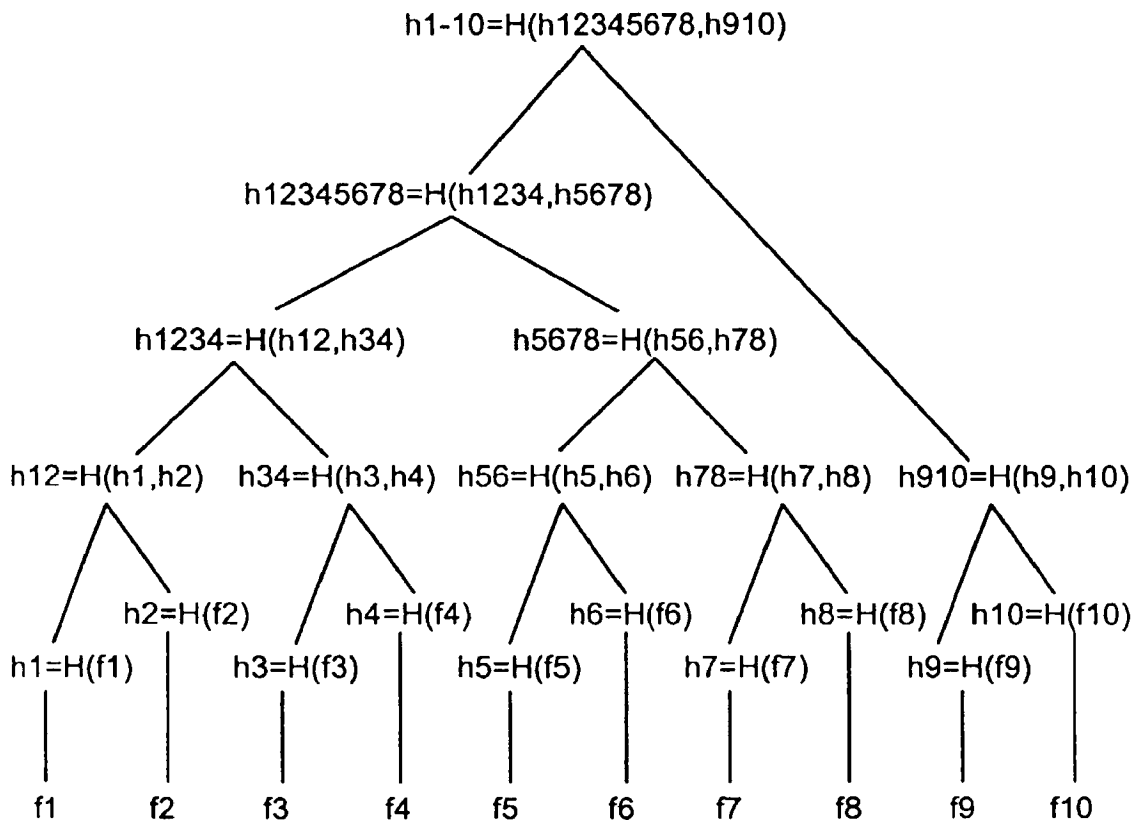 h1-10=H(h12345678,h910)
h12345678=H(h1234,h5678)
h1234=H(h12,h34) h5678=H(h56,h78)
h12=H(h1,h2) h34=H(h3,h4) h56=H(h5,h6) h78=H(h7,h8) h910=H(h9,h10)
h2=H(f2) h4=H(f4) h6=H(f6) h8=H(f8) h10=H(f10)
h1=H(f1) h3=H(f3) h5=H(f5) h7=H(f7) h9=H(f9)
f1 f2 f3 f4 f5 f6 f7 f8 f9 f10